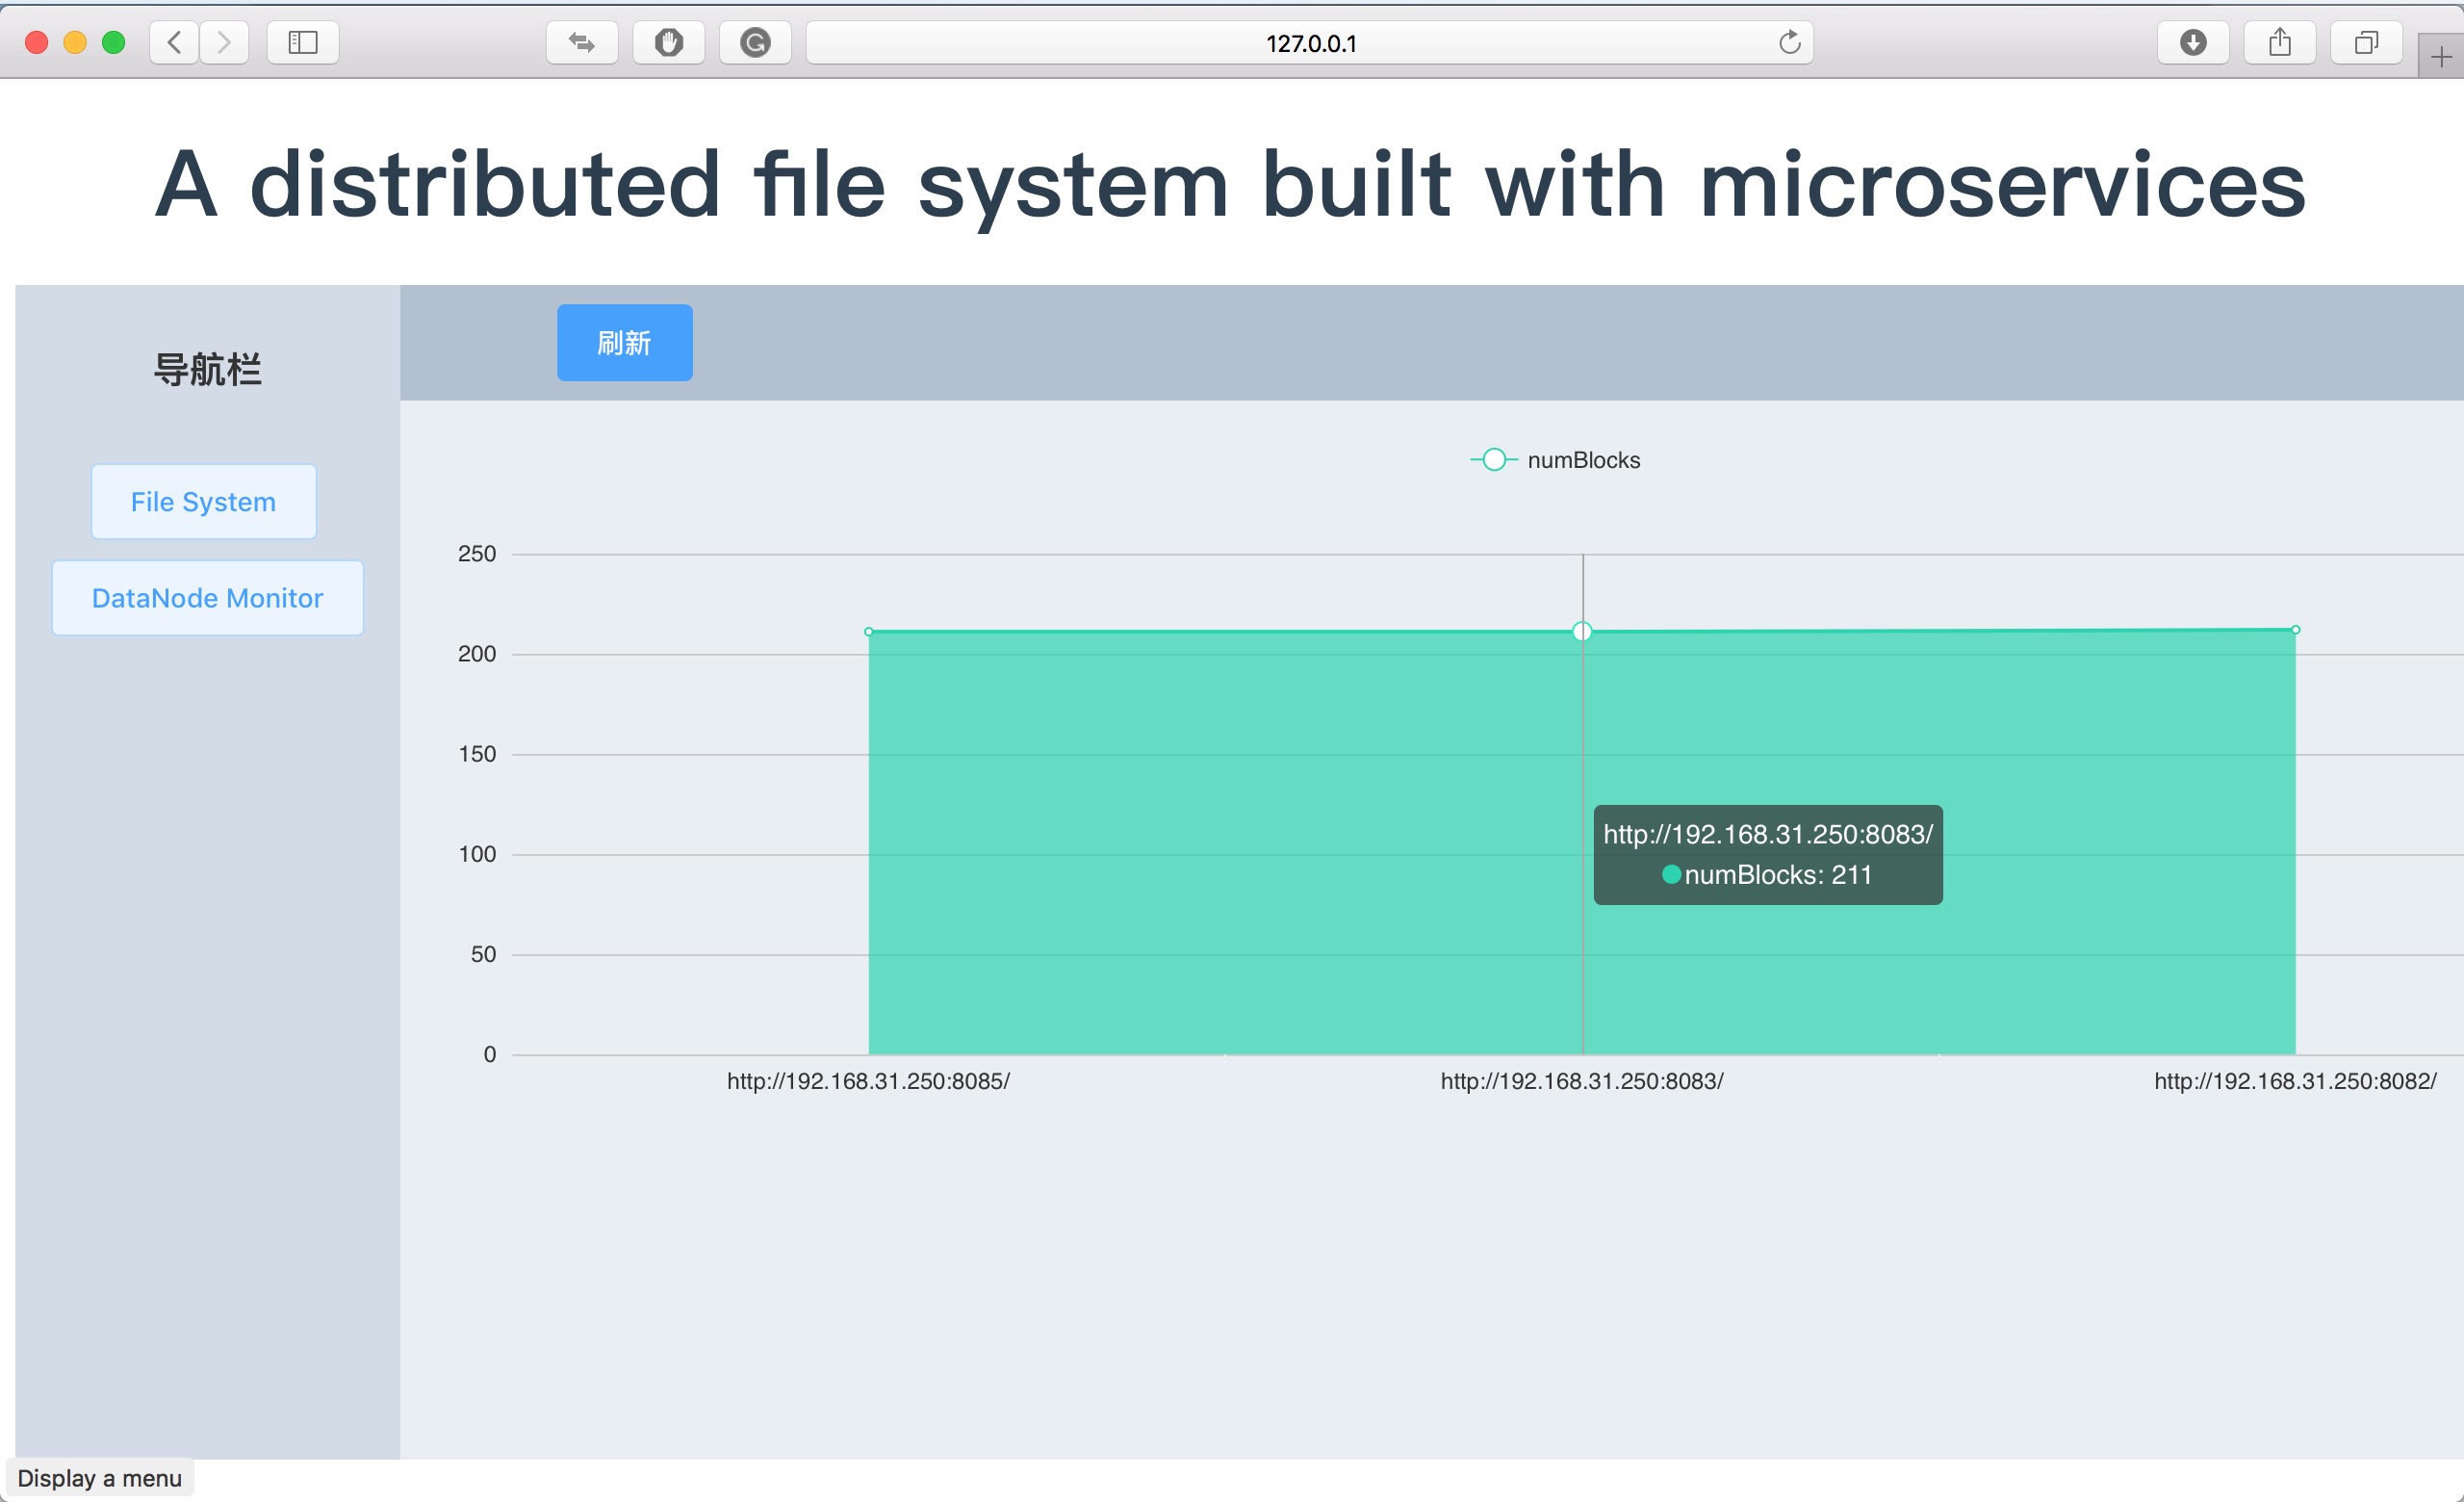 127.0.0.1
A distributed file system built with microservices
导航栏
刷新
File System
DataNode Monitor
numBlocks
250
200
150
100
50
0
http://192.168.31.250:8083/
numBlocks: 211
http://192.168.31.250:8085/
http://192.168.31.250:8083/
http://192.168.31.250:8082/
Display a menu